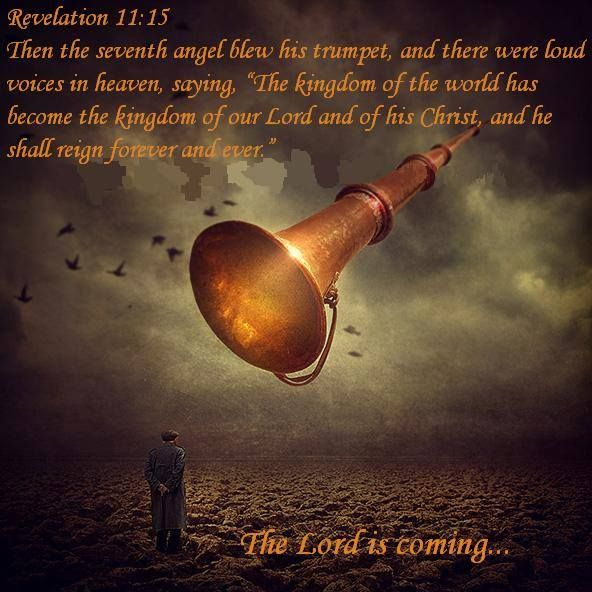 Revelation 11:15
Then the seventh angel blew his trumpet, and there were loud
voices in heaven, saying, “The kingdom of the world has
become the kingdom of our Lord and of his Christ, and he
shall reign forever and ever.”
The Lord is coming...